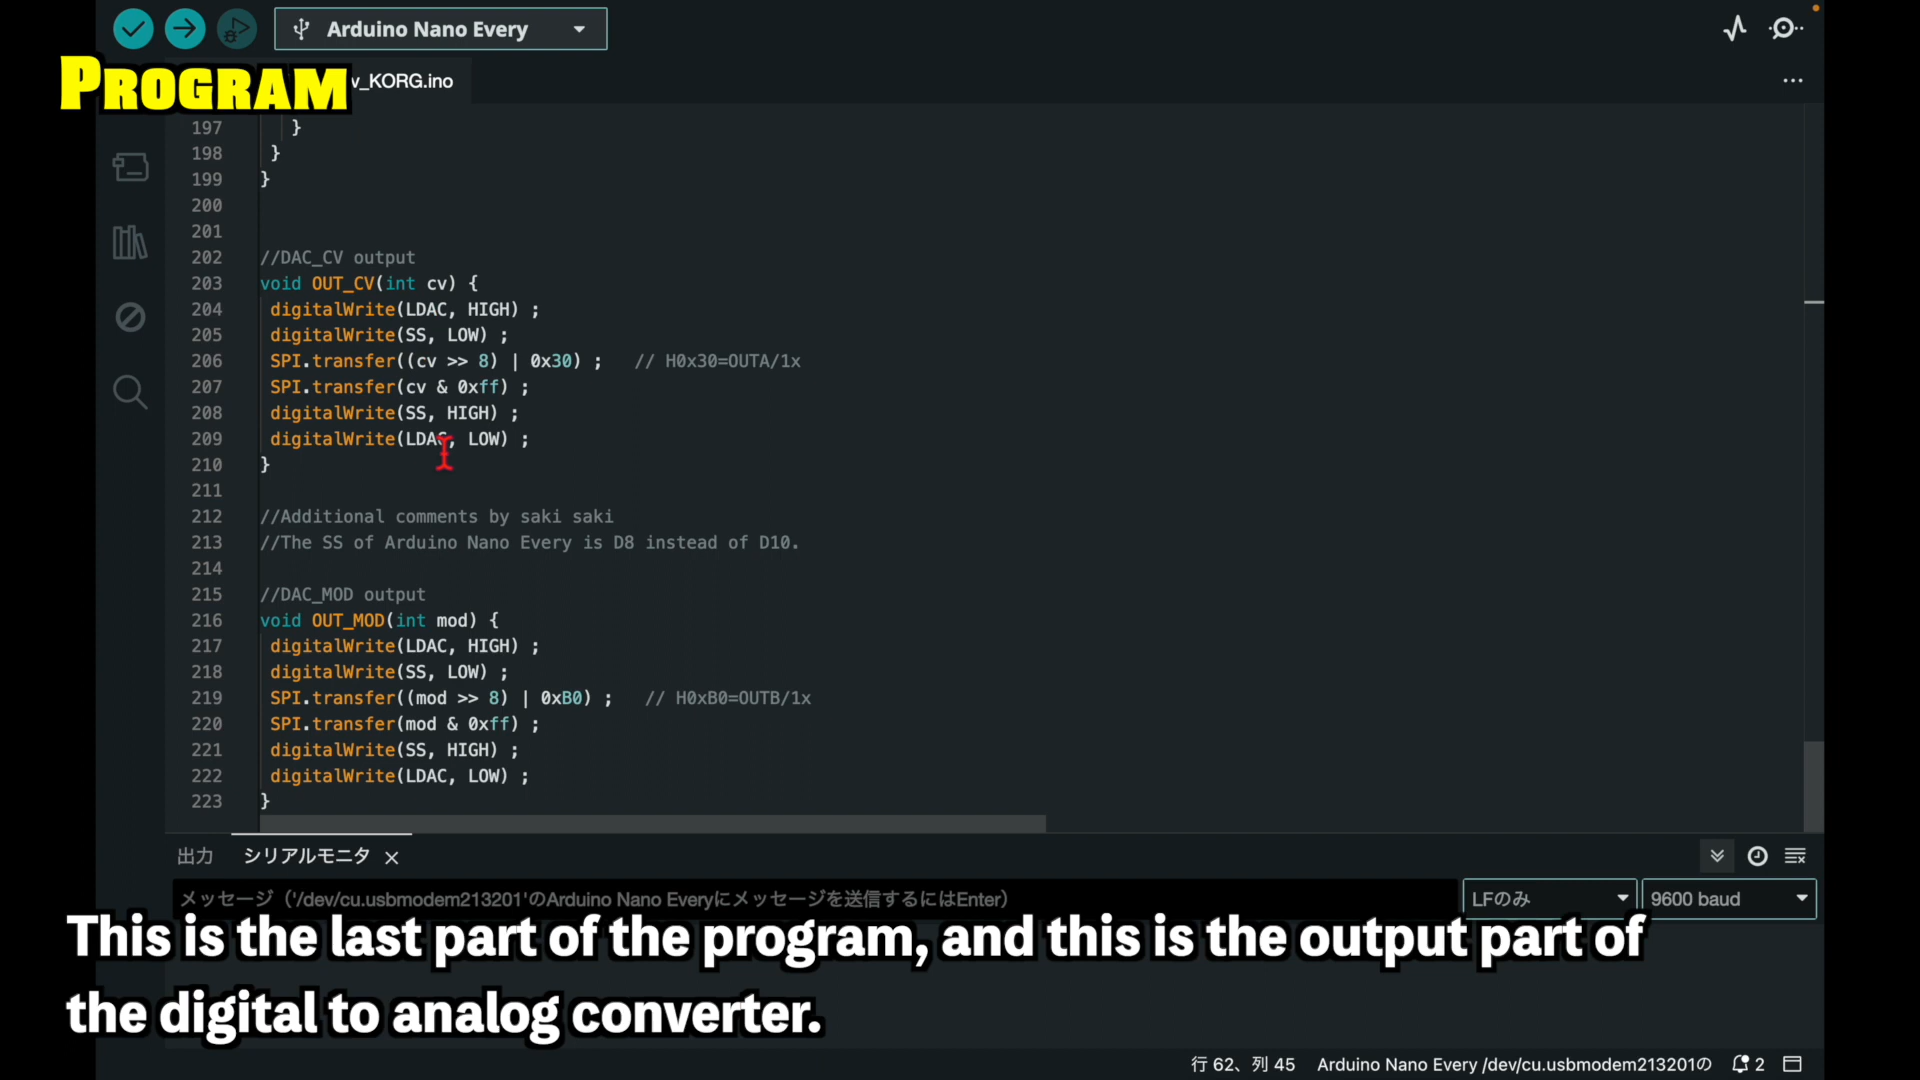 Arduino Nano Every
PROGRAM
v_KORG.ino
197 }
198 }
199 }
200
201
202 //DAC_CV output
203 void OUT_CV(int cv) {
204 digitalWrite(LDAC, HIGH) ;
205 digitalWrite(SS, LOW) ;
206 SPI.transfer((cv >> 8) | 0x30) ; // H0x30=OUTA/1x
207 SPI.transfer(cv & 0xff) ;
208 digitalWrite(SS, HIGH) ;
209 digitalWrite(LDAC, LOW) ;
210 }
211
212 //Additional comments by saki saki
213 //The SS of Arduino Nano Every is D8 instead of D10.
214
215 //DAC_MOD output
216 void OUT_MOD(int mod) {
217 digitalWrite(LDAC, HIGH) ;
218 digitalWrite(SS, LOW) ;
219 SPI.transfer((mod >> 8) | 0xB0) ; // H0xB0=OUTB/1x
220 SPI.transfer(mod & 0xff) ;
221 digitalWrite(SS, HIGH) ;
222 digitalWrite(LDAC, LOW) ;
223 }
出力 シリアルモニタ
メッセージ（'/dev/cu.usbmodem213201'のArduino Nano Everyにメッセージを送信するにはEnter） LFのみ 9600 baud
This is the last part of the program, and this is the output part of
the digital to analog converter.
行 62、列 45 Arduino Nano Every /dev/cu.usbmodem213201の 2